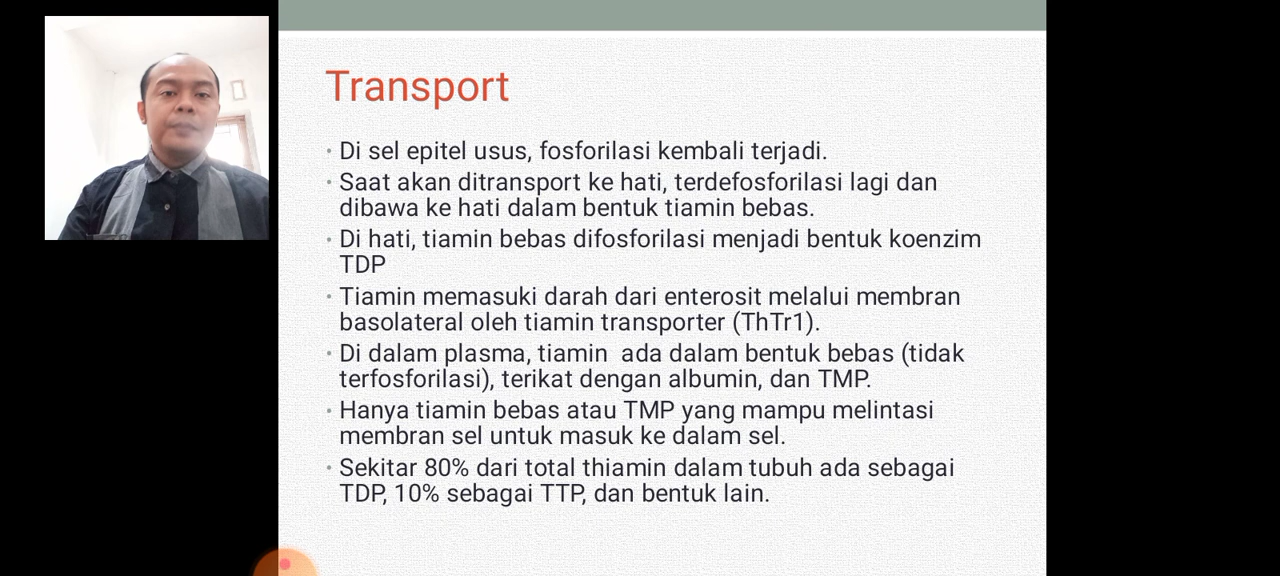 Transport
• Di sel epitel usus, fosforilasi kembali terjadi.
• Saat akan ditransport ke hati, terdefosforilasi lagi dan
dibawa ke hati dalam bentuk tiamin bebas.
• Di hati, tiamin bebas difosforilasi menjadi bentuk koenzim
TDP
• Tiamin memasuki darah dari enterosit melalui membran
basolateral oleh tiamin transporter (ThTr1).
• Di dalam plasma, tiamin  ada dalam bentuk bebas (tidak
terfosforilasi), terikat dengan albumin, dan TMP.
• Hanya tiamin bebas atau TMP yang mampu melintasi
membran sel untuk masuk ke dalam sel.
• Sekitar 80% dari total thiamin dalam tubuh ada sebagai
TDP, 10% sebagai TTP, dan bentuk lain.